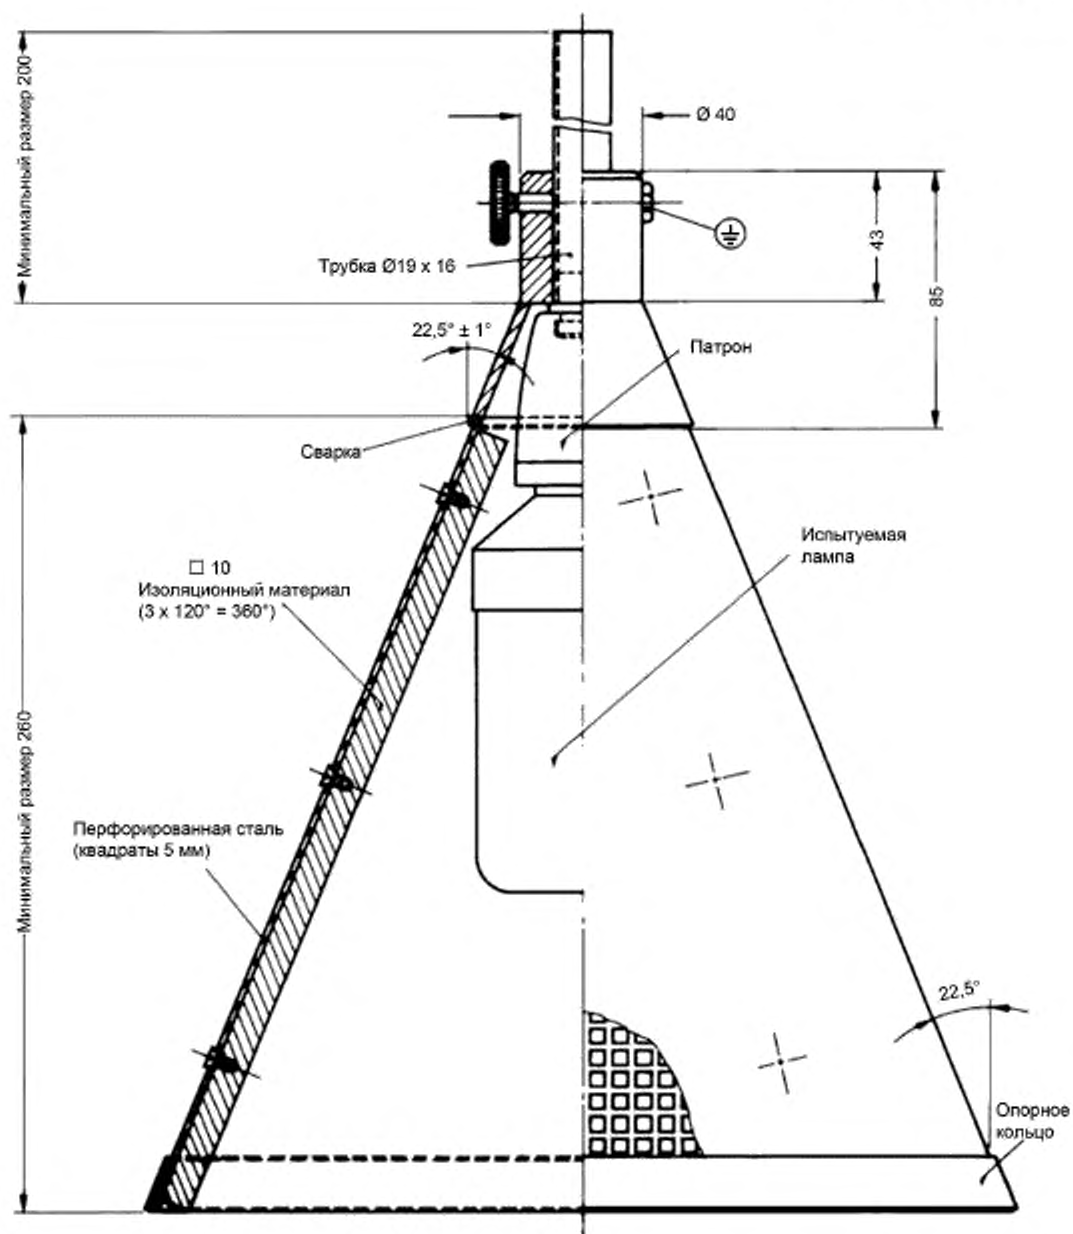 Минимальный размер 200
Ø 40
43
85
Трубка Ø19 x 16
22,5° ± 1°
Патрон
Сварка
Испытуемая
лампа
□ 10
Изоляционный материал
(3 x 120° = 360°)
Минимальный размер 260
Перфорированная сталь
(квадраты 5 мм)
22,5°
Опорное
кольцо